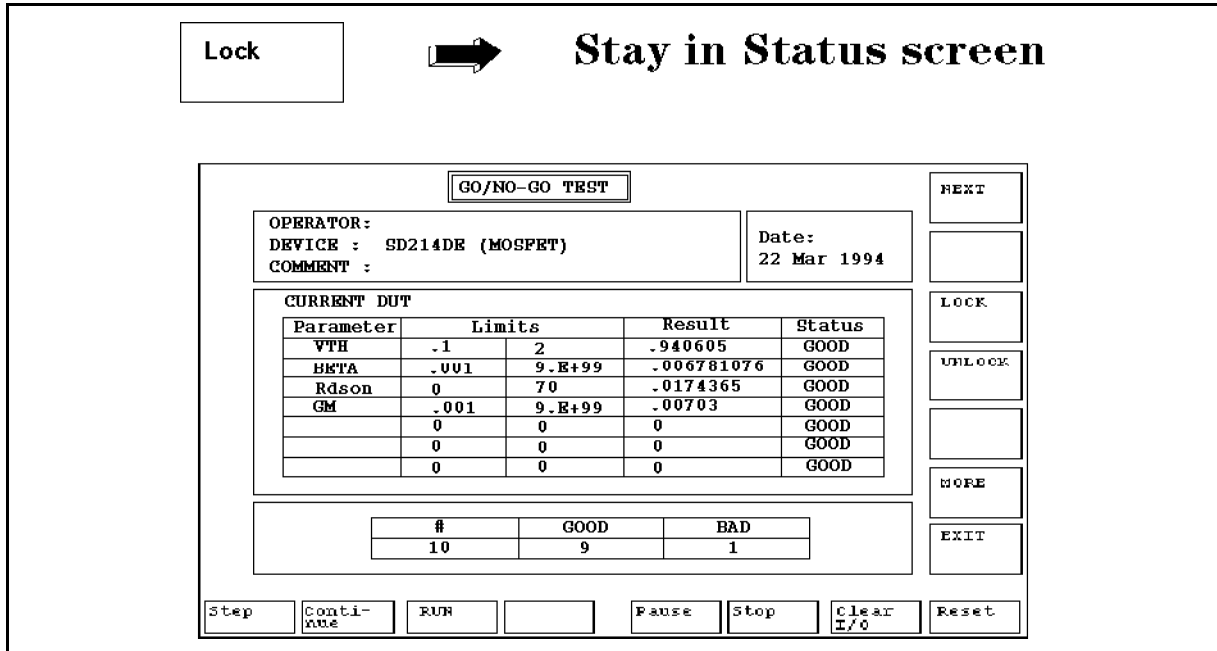 Lock
Stay in Status screen
GO/NO-GO TEST
OPERATOR:
DEVICE : SD214DE (MOSFET)
COMMENT :
Date:
22 Mar 1994
CURRENT DUT
Parameter Limits Result Status
VTH .1 2 .940605 GOOD
BETA .001 9.E+99 .006781076 GOOD
Rdson 0 70 .0174365 GOOD
GM .001 9.E+99 .00703 GOOD
0 0 0 GOOD
0 0 0 GOOD
0 0 0 GOOD
# GOOD BAD
10 9 1
NEXT
LOCK
UNLOCK
MORE
EXIT
Step
Conti-
nue
RUN
Pause
Stop
Clear
I/O
Reset